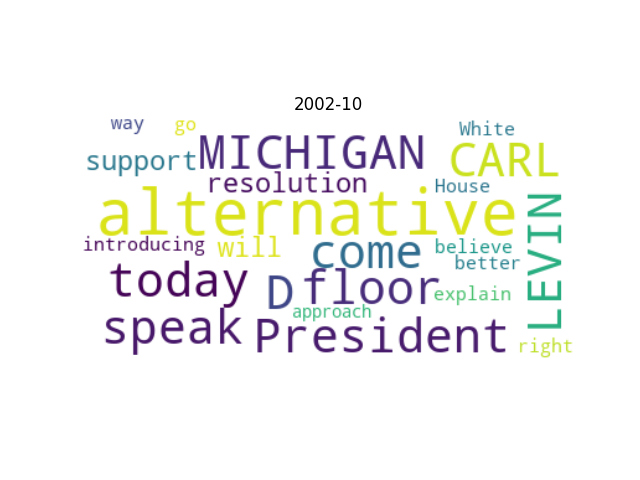 2002-10
way go White
support MICHIGAN CARL
resolution House
alternative
introducing will come believe
better
today D floor explain
approach
speak President right
LEVIN